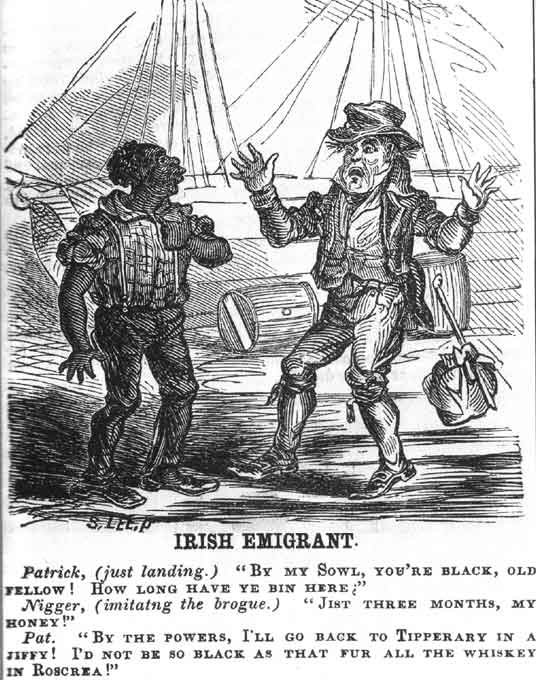 S. LEE, D
IRISH EMIGRANT.
Patrick, (just landing.) "BY MY SOWL, YOU'RE BLACK, OLD
FELLOW! HOW LONG HAVE YE BIN HERE?"
Nigger, (imitatng the brogue.) "JIST THREE MONTHS, MY
HONEY!"
Pat. "BY THE POWERS, I'LL GO BACK TO TIPPERARY IN A
JIFFY! I'D NOT BE SO BLACK AS THAT FUR ALL THE WHISKEY
IN ROSCREA!"